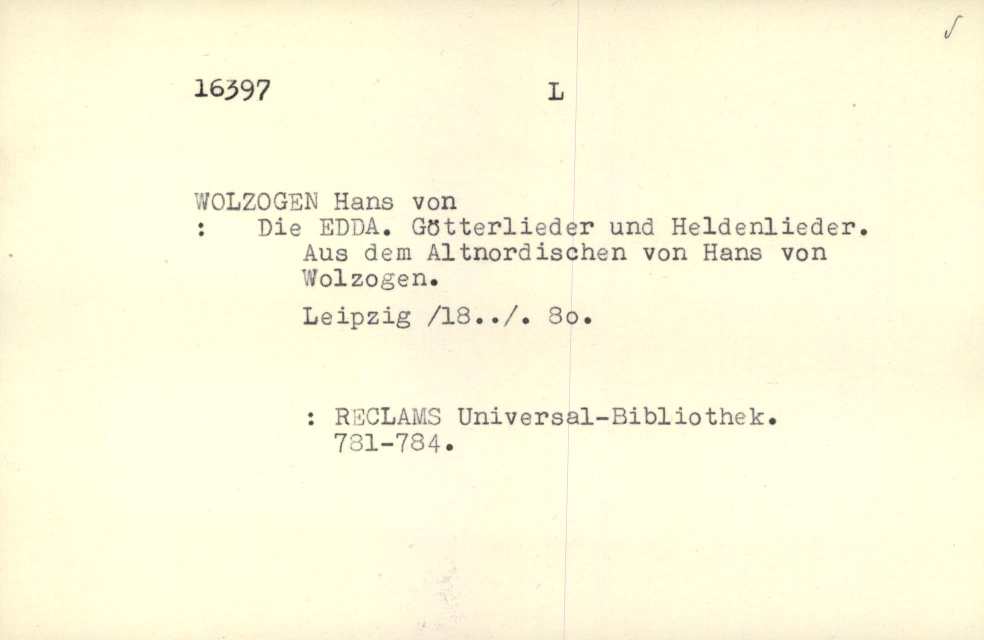 16397 L
WOLZOGEN Hans von
: Die EDDA. Götterlieder und Heldenlieder.
Aus dem Altnordischen von Hans von
Wolzogen.
Leipzig /18../. 8o.
: RECLAMS Universal-Bibliothek.
781-784.